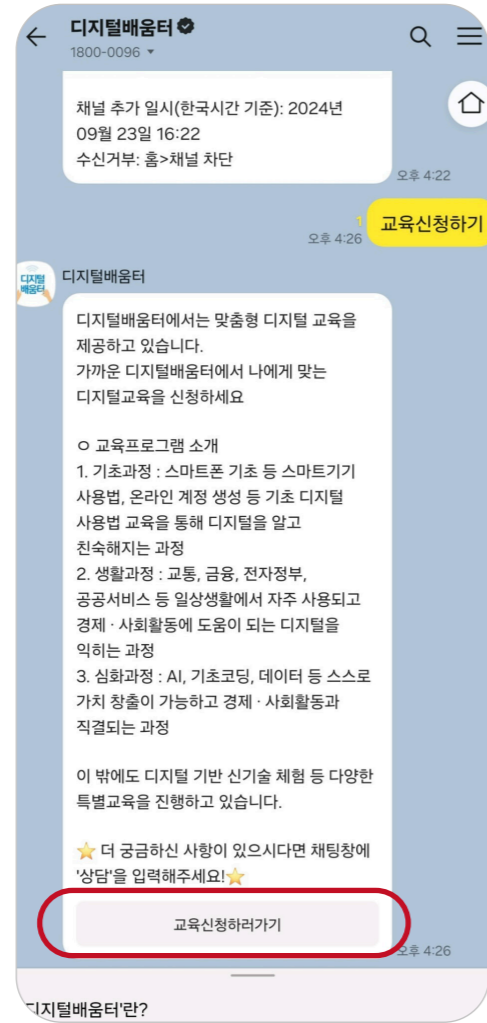 디지털배움터
1800-0096
채널 추가 일시(한국시간 기준): 2024년
09월 23일 16:22
수신거부: 홈>채널 차단
오후 4:22
1
오후 4:26
교육신청하기
디지털
배움터
디지털배움터
디지털배움터에서는 맞춤형 디지털 교육을
제공하고 있습니다.
가까운 디지털배움터에서 나에게 맞는
디지털교육을 신청하세요
ㅇ 교육프로그램 소개
1. 기초과정 : 스마트폰 기초 등 스마트기기
사용법, 온라인 계정 생성 등 기초 디지털
사용법 교육을 통해 디지털을 알고
친숙해지는 과정
2. 생활과정 : 교통, 금융, 전자정부,
공공서비스 등 일상생활에서 자주 사용되고
경제 · 사회활동에 도움이 되는 디지털을
익히는 과정
3. 심화과정 : AI, 기초코딩, 데이터 등 스스로
가치 창출이 가능하고 경제 · 사회활동과
직결되는 과정
이 밖에도 디지털 기반 신기술 체험 등 다양한
특별교육을 진행하고 있습니다.
⭐ 더 궁금하신 사항이 있으시다면 채팅창에
'상담'을 입력해주세요!⭐
교육신청하러가기
오후 4:26
디지털배움터'란?